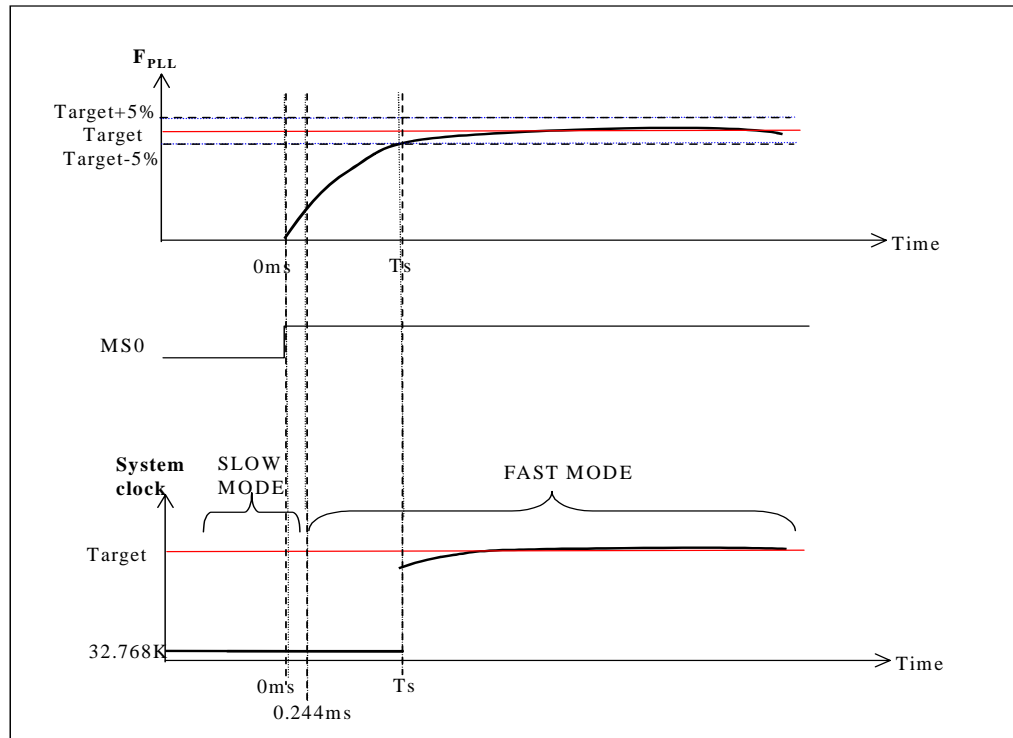 F_PLL
Target+5%
Target
Target-5%
Time
0ms
Ts
MS0
System
clock
SLOW
MODE
FAST MODE
Target
32.768K
Time
0ms
Ts
0.244ms